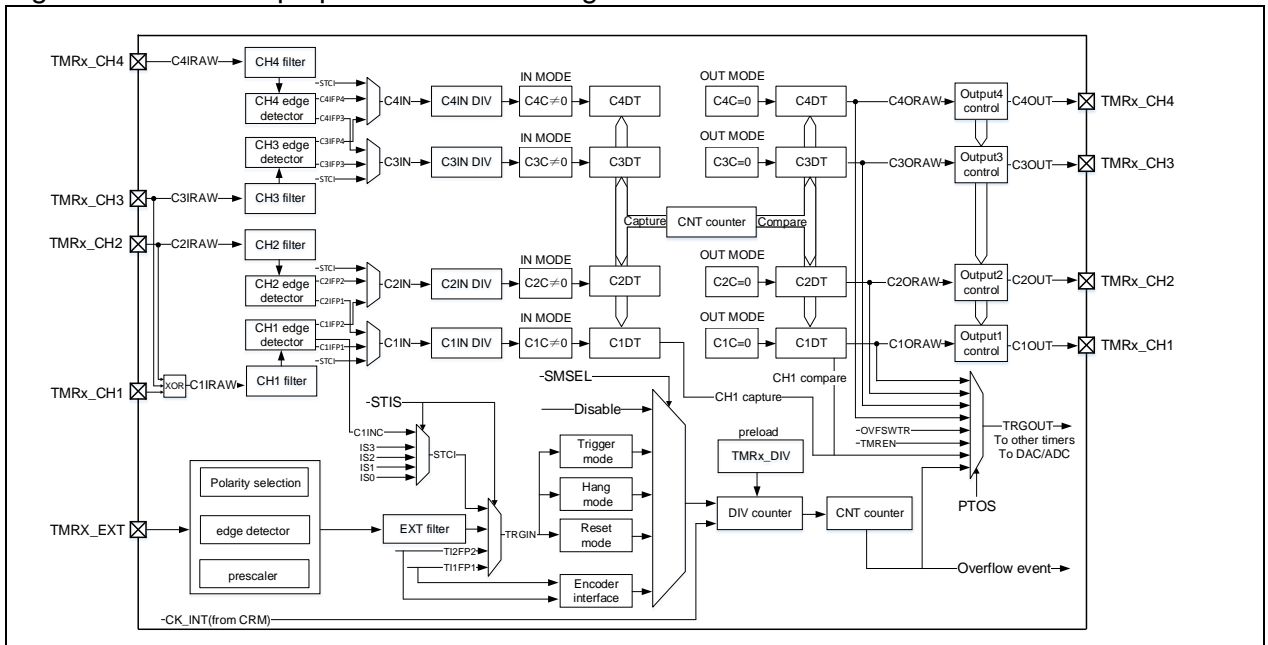 TMRx_CH4
C4IRAW
CH4 filter
CH4 edge detector
STCI
C4IFP4
C4IFP3
C4IN
C4IN DIV
IN MODE
C4C≠0
C4DT
OUT MODE
C4C=0
C4DT
C4ORAW
Output4 control
C4OUT
TMRx_CH4
CH3 edge detector
C3IFP4
C3IFP3
STCI
C3IN
C3IN DIV
IN MODE
C3C≠0
C3DT
OUT MODE
C3C=0
C3DT
C3ORAW
Output3 control
C3OUT
TMRx_CH3
TMRx_CH3
C3IRAW
CH3 filter
Capture
CNT counter
Compare
TMRx_CH2
C2IRAW
CH2 filter
CH2 edge detector
STCI
C2IFP2
C2IFP1
C2IN
C2IN DIV
IN MODE
C2C≠0
C2DT
OUT MODE
C2C=0
C2DT
C2ORAW
Output2 control
C2OUT
TMRx_CH2
CH1 edge detector
C1IFP2
C1IFP1
STCI
C1IN
C1IN DIV
IN MODE
C1C≠0
C1DT
OUT MODE
C1C=0
C1DT
C1ORAW
Output1 control
C1OUT
TMRx_CH1
TMRx_CH1
XOR
C1IRAW
CH1 filter
CH1 compare
CH1 capture
SMSEL
STIS
Disable
C1INC
IS3
IS2
IS1
IS0
STCI
Trigger mode
Hang mode
Reset mode
Encoder interface
preload
TMRx_DIV
DIV counter
CNT counter
OVFSWTR
TMREN
TRGOUT
To other timers
To DAC/ADC
PTOS
Overflow event
TMRX_EXT
Polarity selection
edge detector
prescaler
EXT filter
TRGIN
TI2FP2
TI1FP1
CK_INT(from CRM)